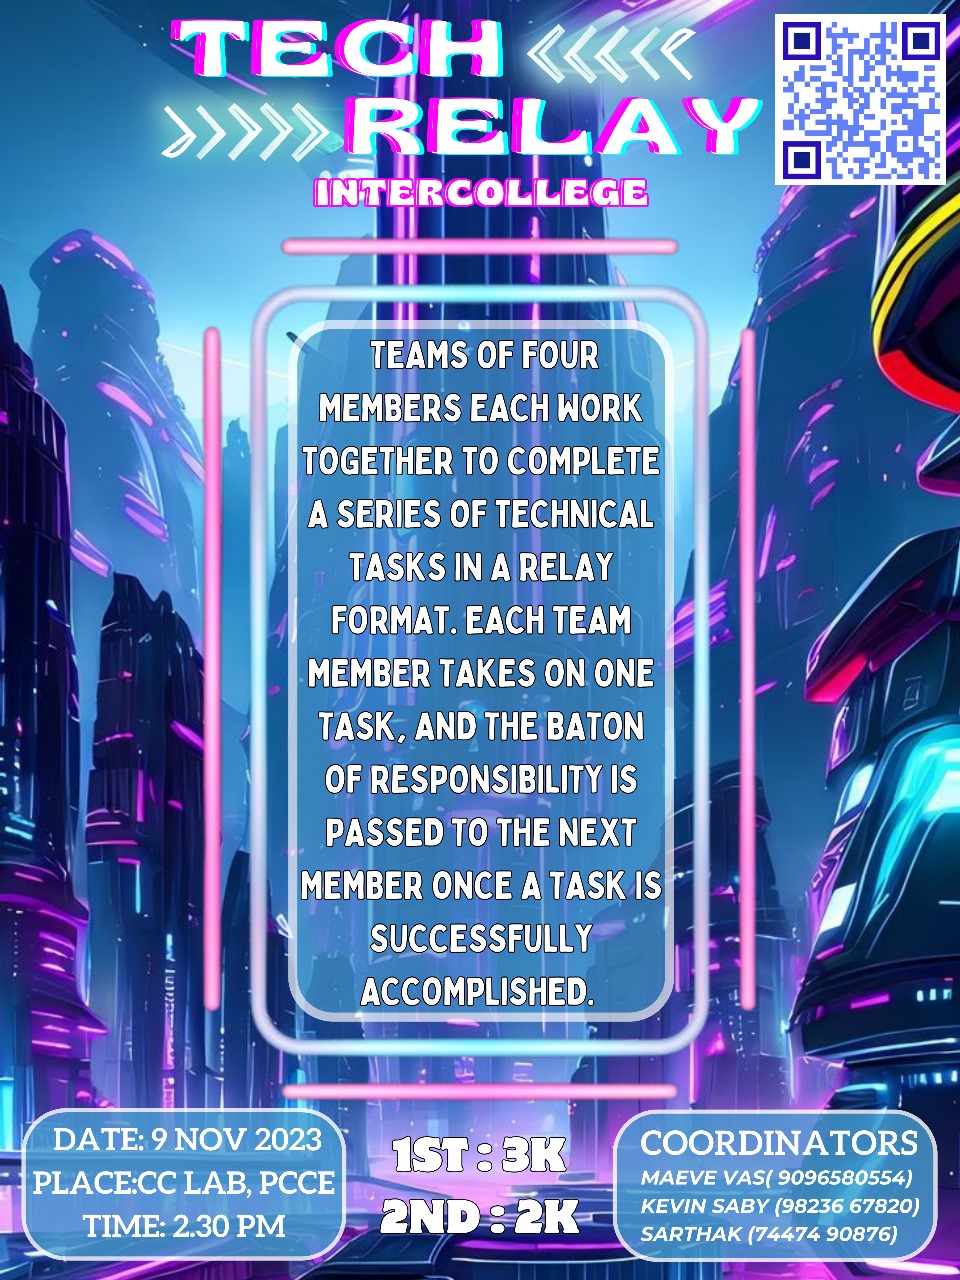 TECH
RELAY
INTERCOLLEGE
TEAMS OF FOUR
MEMBERS EACH WORK
TOGETHER TO COMPLETE
A SERIES OF TECHNICAL
TASKS IN A RELAY
FORMAT. EACH TEAM
MEMBER TAKES ON ONE
TASK, AND THE BATON
OF RESPONSIBILITY IS
PASSED TO THE NEXT
MEMBER ONCE A TASK IS
SUCCESSFULLY
ACCOMPLISHED.
DATE: 9 NOV 2023
PLACE:CC LAB, PCCE
TIME: 2.30 PM
1ST : 3K
2ND : 2K
COORDINATORS
MAEVE VAS( 9096580554)
KEVIN SABY (98236 67820)
SARTHAK (74474 90876)